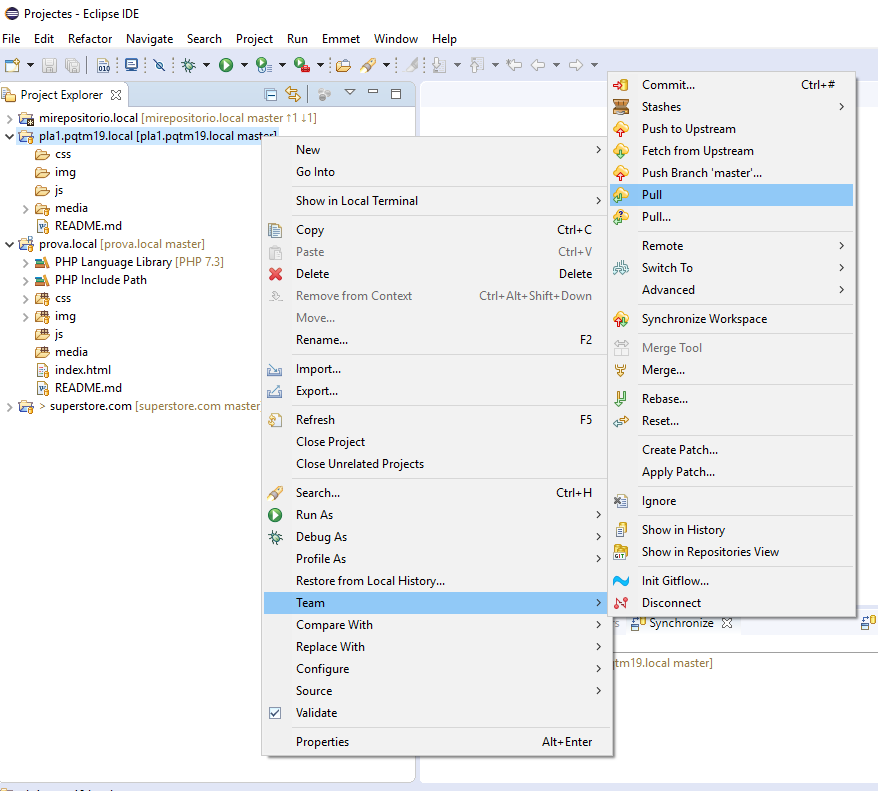 Projectes - Eclipse IDE
File Edit Refactor Navigate Search Project Run Emmet Window Help
Project Explorer
mirepositorio.local [mirepositorio.local master ↑1 ↓1]
pla1.pqtm19.local [pla1.pqtm19.local master]
css
img
js
media
README.md
prova.local [prova.local master]
PHP Language Library [PHP 7.3]
PHP Include Path
css
img
js
media
index.html
README.md
> superstore.com [superstore.com master
New
Go Into
Show in Local Terminal
Copy Ctrl+C
Paste Ctrl+V
Delete Delete
Remove from Context Ctrl+Alt+Shift+Down
Move...
Rename... F2
Import...
Export...
Refresh F5
Close Project
Close Unrelated Projects
Search... Ctrl+H
Run As
Debug As
Profile As
Restore from Local History...
Team
Compare With
Replace With
Configure
Source
Validate
Properties Alt+Enter
Commit... Ctrl+#
Stashes
Push to Upstream
Fetch from Upstream
Push Branch 'master'...
Pull
Pull...
Remote
Switch To
Advanced
Synchronize Workspace
Merge Tool
Merge...
Rebase...
Reset...
Create Patch...
Apply Patch...
Ignore
Show in History
Show in Repositories View
Init Gitflow...
Disconnect
Synchronize
qtm19.local master]